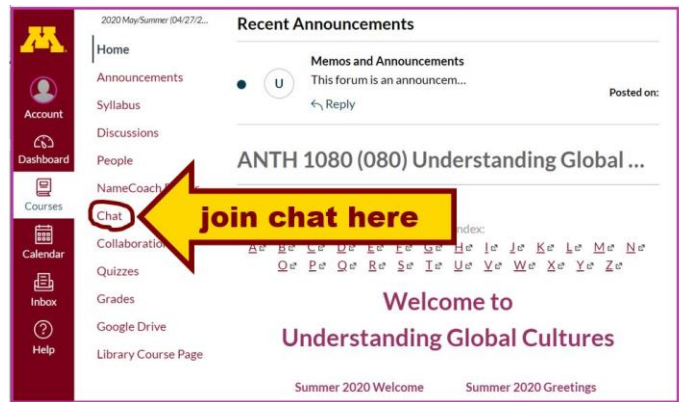 M
2020 May/Summer (04/27/2...
Home
Announcements
Syllabus
Discussions
People
NameCoach
Chat
Collaboration
Quizzes
Grades
Google Drive
Library Course Page
Account
Dashboard
Courses
Calendar
Inbox
Help
Recent Announcements
Memos and Announcements
U
This forum is an announcem...
Posted on:
Reply
ANTH 1080 (080) Understanding Global ...
join chat here
ndex:
A B C D E F G H I J K L M N
O P Q R S T U V W X Y Z
Welcome to
Understanding Global Cultures
Summer 2020 Welcome Summer 2020 Greetings